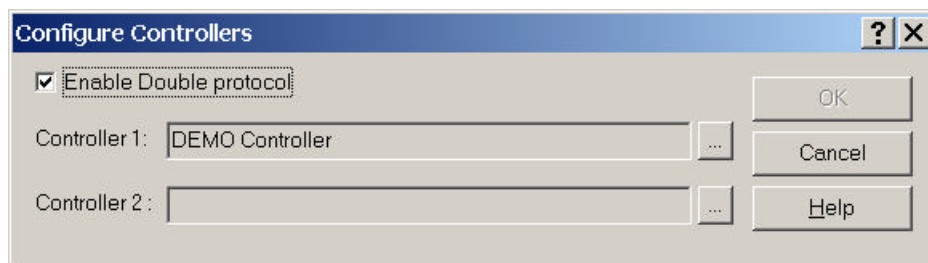 Configure Controllers
Enable Double protocol
OK
Controller 1: DEMO Controller ...
Cancel
Controller 2 : ...
Help